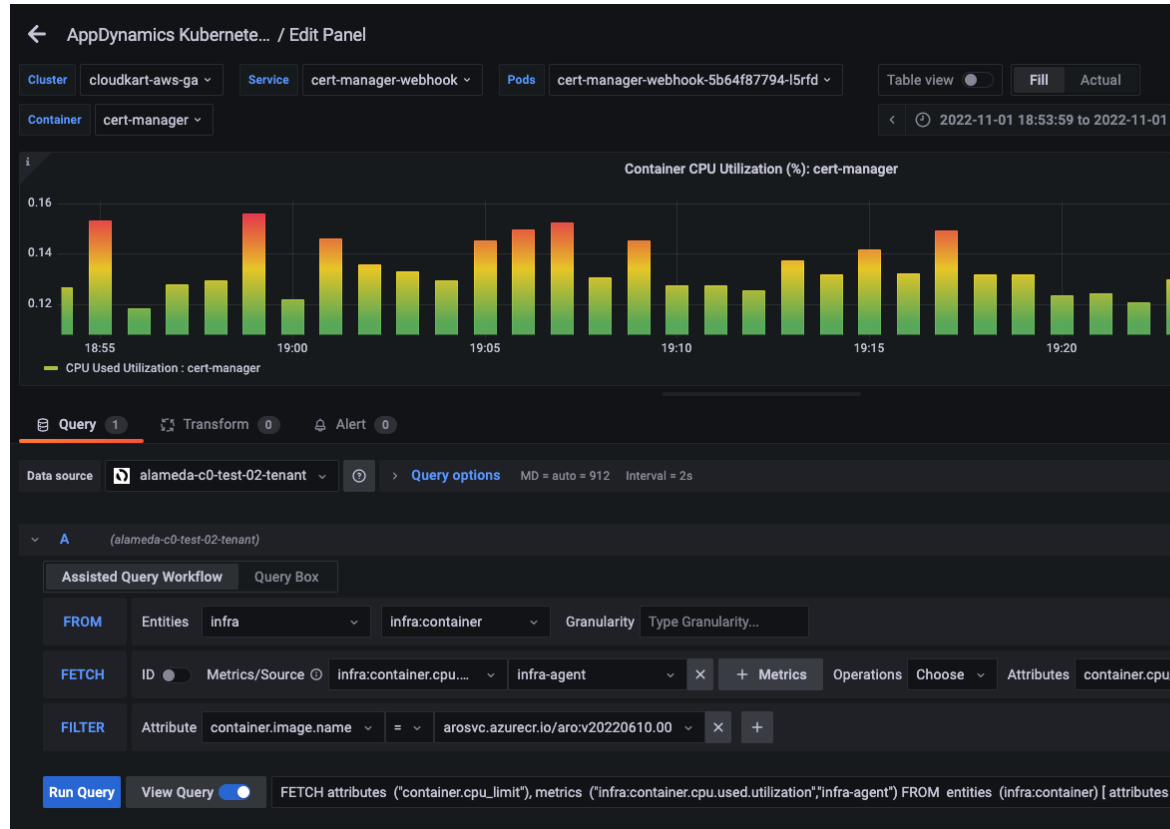 AppDynamics Kubernete... / Edit Panel
Cluster cloudkart-aws-ga Service cert-manager-webhook Pods cert-manager-webhook-5b64f87794-l5rfd Table view Fill Actual
Container cert-manager 2022-11-01 18:53:59 to 2022-11-01
i
Container CPU Utilization (%): cert-manager
0.16
0.14
0.12
18:55 19:00 19:05 19:10 19:15 19:20
CPU Used Utilization : cert-manager
Query 1 Transform 0 Alert 0
Data source alameda-c0-test-02-tenant Query options MD = auto = 912 Interval = 2s
A (alameda-c0-test-02-tenant)
Assisted Query Workflow Query Box
FROM Entities infra infra:container Granularity Type Granularity...
FETCH ID Metrics/Source infra:container.cpu.... infra-agent + Metrics Operations Choose Attributes container.cpu
FILTER Attribute container.image.name = arosvc.azurecr.io/aro:v20220610.00 +
Run Query View Query FETCH attributes ("container.cpu_limit"), metrics ("infra:container.cpu.used.utilization","infra-agent") FROM entities (infra:container) [ attributes